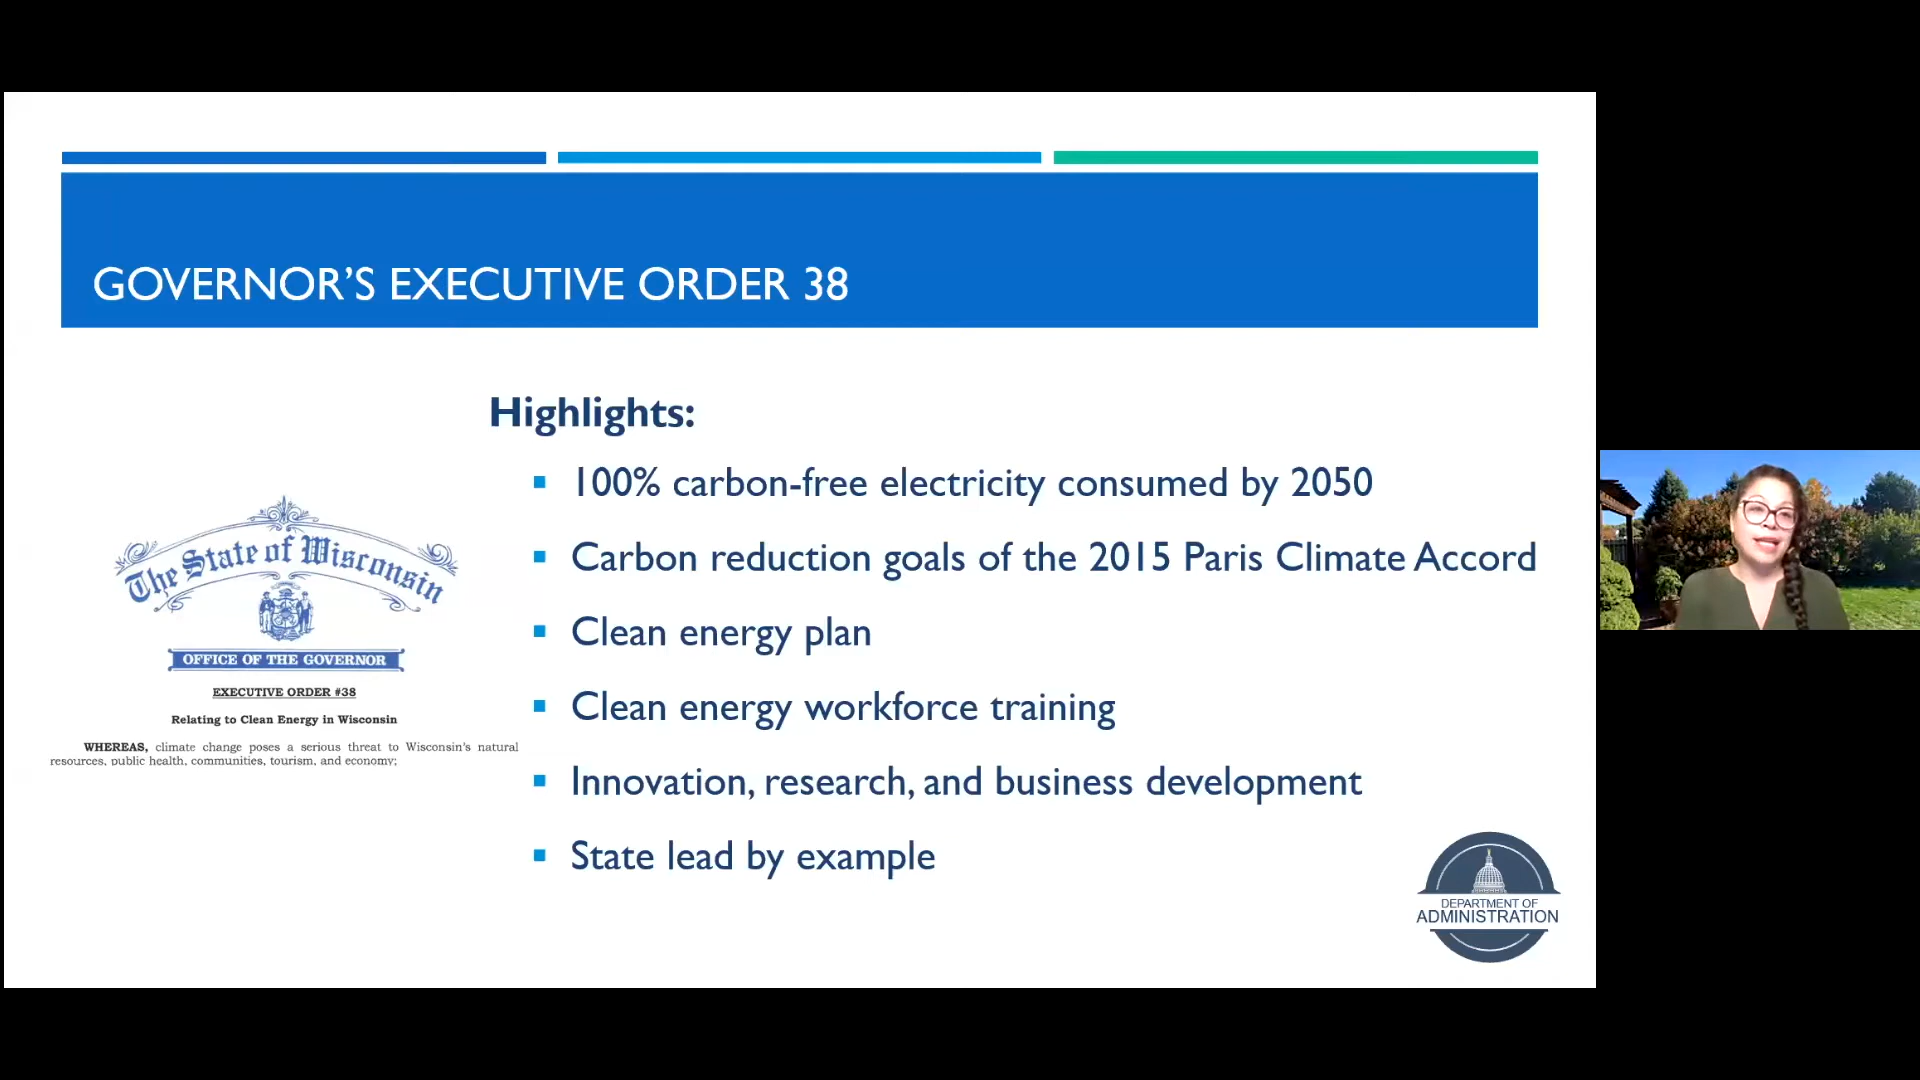 GOVERNOR’S EXECUTIVE ORDER 38
The State of Wisconsin
OFFICE OF THE GOVERNOR
EXECUTIVE ORDER #38
Relating to Clean Energy in Wisconsin
WHEREAS, climate change poses a serious threat to Wisconsin's natural
resources, public health, communities, tourism, and economy;
Highlights:
100% carbon-free electricity consumed by 2050
Carbon reduction goals of the 2015 Paris Climate Accord
Clean energy plan
Clean energy workforce training
Innovation, research, and business development
State lead by example
DEPARTMENT OF
ADMINISTRATION